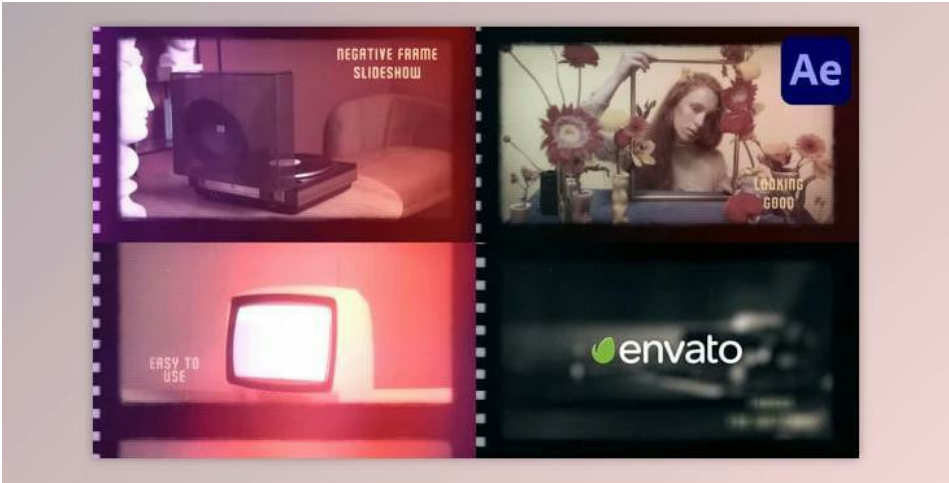 NEGATIVE FRAME
SLIDESHOW
Ae
LOOKING
GOOD
EASY TO
USE
envato